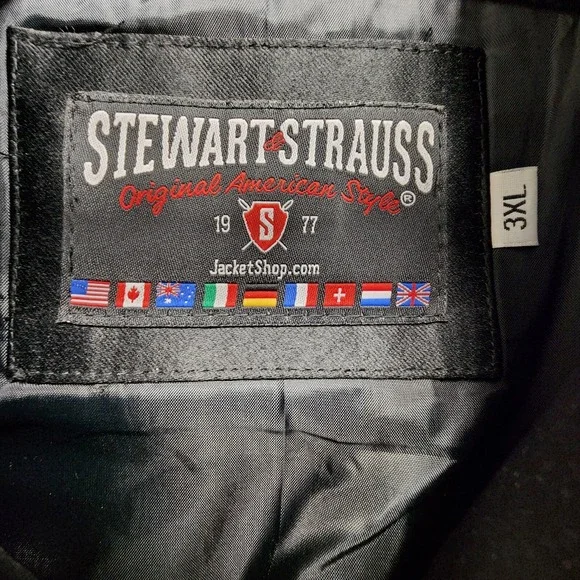 STEWART & STRAUSS
Original American Style®
19 S 77
JacketShop.com
3XL